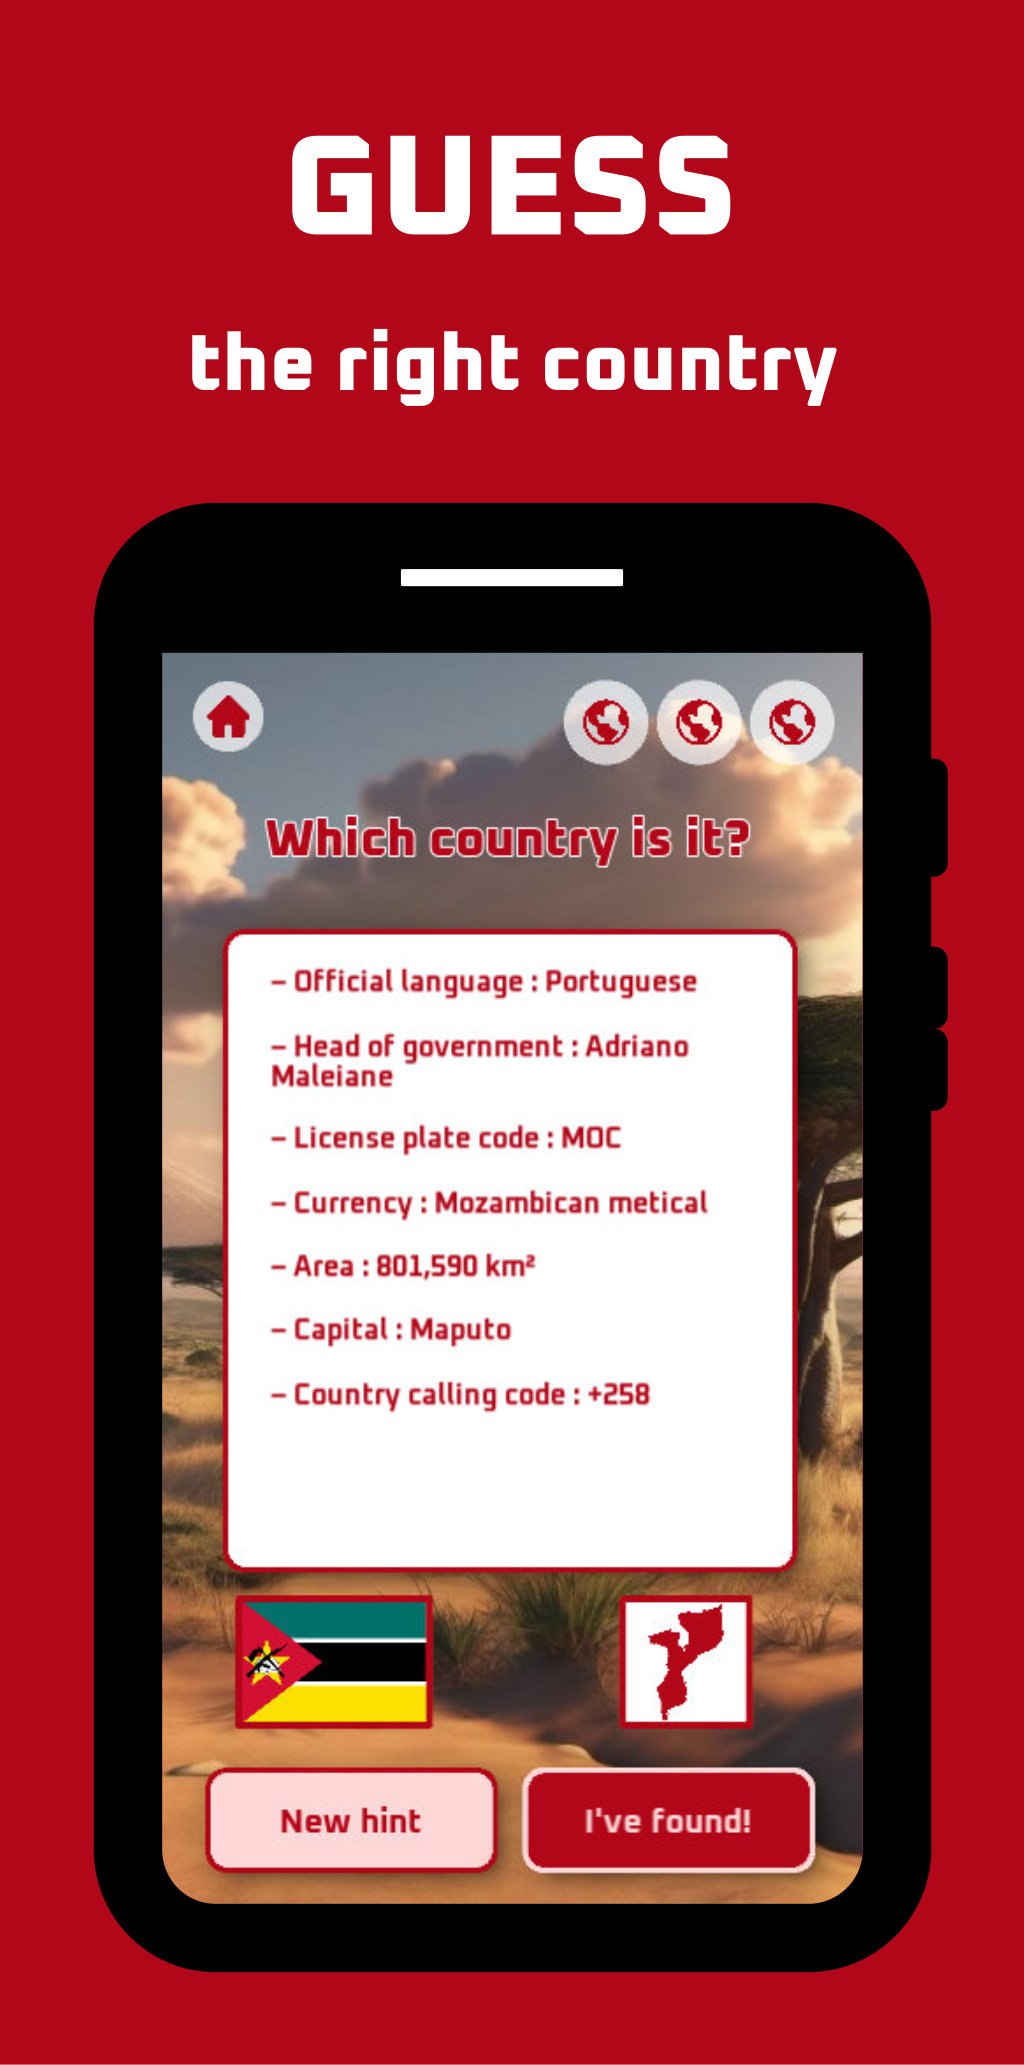 GUESS
the right country
Which country is it?
– Official language : Portuguese
– Head of government : Adriano
Maleiane
– License plate code : MOC
– Currency : Mozambican metical
– Area : 801,590 km²
– Capital : Maputo
– Country calling code : +258
New hint
I've found!